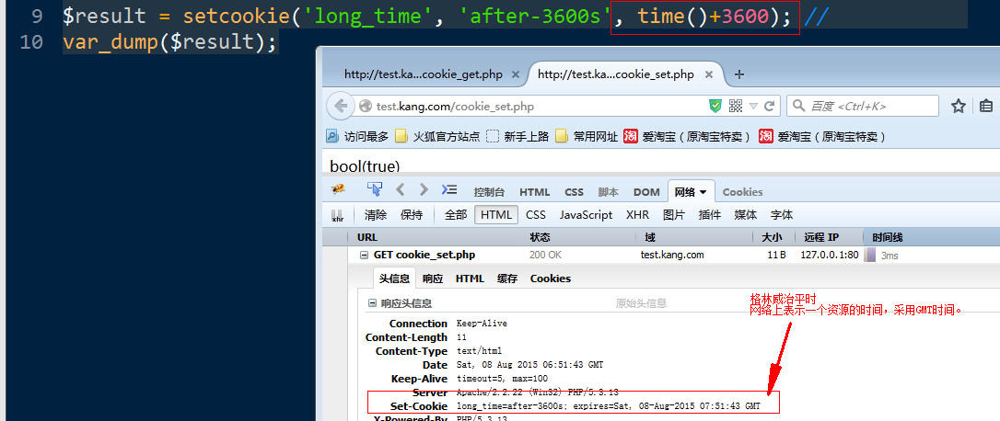 9 $result = setcookie('long_time', 'after-3600s', time()+3600); //
10 var_dump($result);
http://test.ka...cookie_get.php × http://test.ka...cookie_set.php × +
test.kang.com/cookie_set.php 百度 <Ctrl+K>
访问最多 火狐官方站点 新手上路 常用网址 淘 爱淘宝（原淘宝特卖） 淘 爱淘宝（原淘宝特卖）
bool(true)
控制台 HTML CSS 脚本 DOM 网络 Cookies
xhr 清除 保持 全部 HTML CSS JavaScript XHR 图片 插件 媒体 字体
URL 状态 域 大小 远程 IP 时间线
GET cookie_set.php 200 OK test.kang.com 11 B 127.0.0.1:80 3ms
头信息 响应 HTML 缓存 Cookies
响应头信息 原始头信息
格林威治平时
网络上表示一个资源的时间，采用GMT时间。
Connection Keep-Alive
Content-Length 11
Content-Type text/html
Date Sat, 08 Aug 2015 06:51:43 GMT
Keep-Alive timeout=5, max=100
Server Apache/2.2.22 (Win32) PHP/5.3.13
Set-Cookie long_time=after-3600s; expires=Sat, 08-Aug-2015 07:51:43 GMT
X-Powered-By PHP/5.3.13